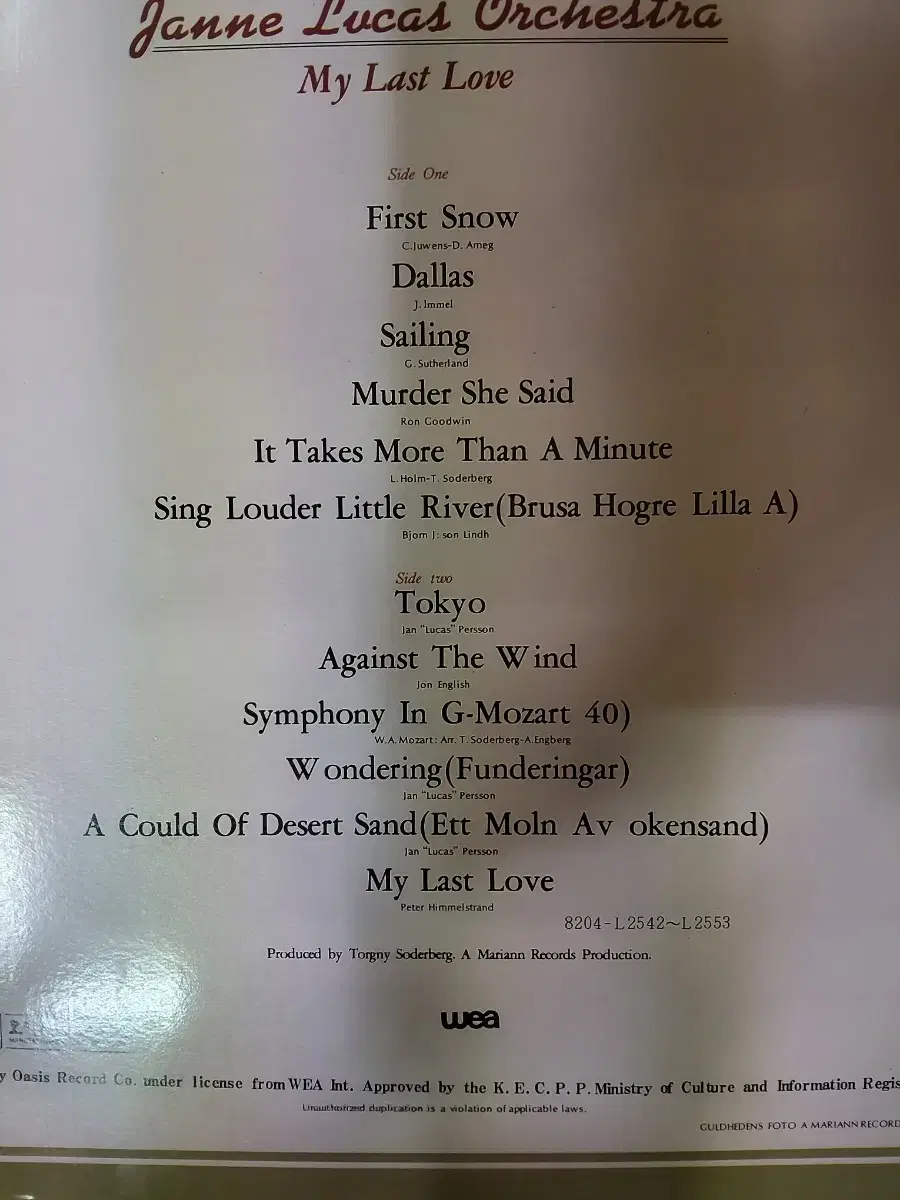 Janne Lucas Orchestra
My Last Love
Side One
First Snow
C.Juwens-D. Ameg
Dallas
J. Immel
Sailing
G. Sutherland
Murder She Said
Ron Goodwin
It Takes More Than A Minute
L.Holm-T. Soderberg
Sing Louder Little River(Brusa Hogre Lilla A)
Bjorn J: son Lindh
Side two
Tokyo
Jan "Lucas" Persson
Against The Wind
Jon English
Symphony In G-Mozart 40)
W.A. Mozart: Arr. T. Soderberg-A.Engberg
Wondering(Funderingar)
Jan "Lucas" Persson
A Could Of Desert Sand(Ett Moln Av okensand)
Jan "Lucas" Persson
My Last Love
Peter Himmelstrand
8204-L2542~L2553
Produced by Torgny Soderberg. A Mariann Records Production.
wea
y Oasis Record Co. under license from WEA Int. Approved by the K. E. C. P. P. Ministry of Culture and Information Regis
Unauthorized duplication is a violation of applicable laws.
GULDHEDENS FOTO A MARIANN RECORD